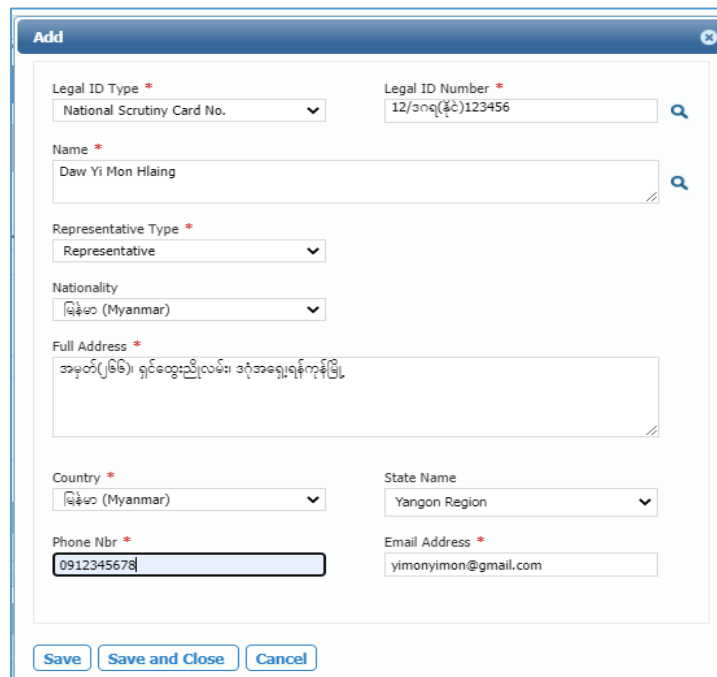 Add
Legal ID Type *
Legal ID Number *
National Scrutiny Card No.
12/ဒဂရ(နိုင်)123456
Name *
Daw Yi Mon Hlaing
Representative Type *
Representative
Nationality
မြန်မာ (Myanmar)
Full Address *
အမှတ်(၂၆၆)၊ ရှင်ထွေးညိုလမ်း၊ ဒဂုံအရှေ့၊ရန်ကုန်မြို့
Country *
State Name
မြန်မာ (Myanmar)
Yangon Region
Phone Nbr *
Email Address *
0912345678
yimonyimon@gmail.com
Save
Save and Close
Cancel